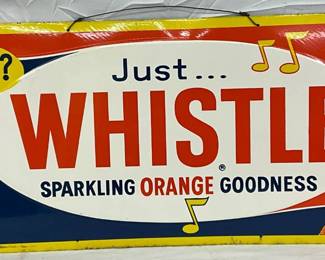 ?
Just...
WHISTLE
®
SPARKLING ORANGE GOODNESS